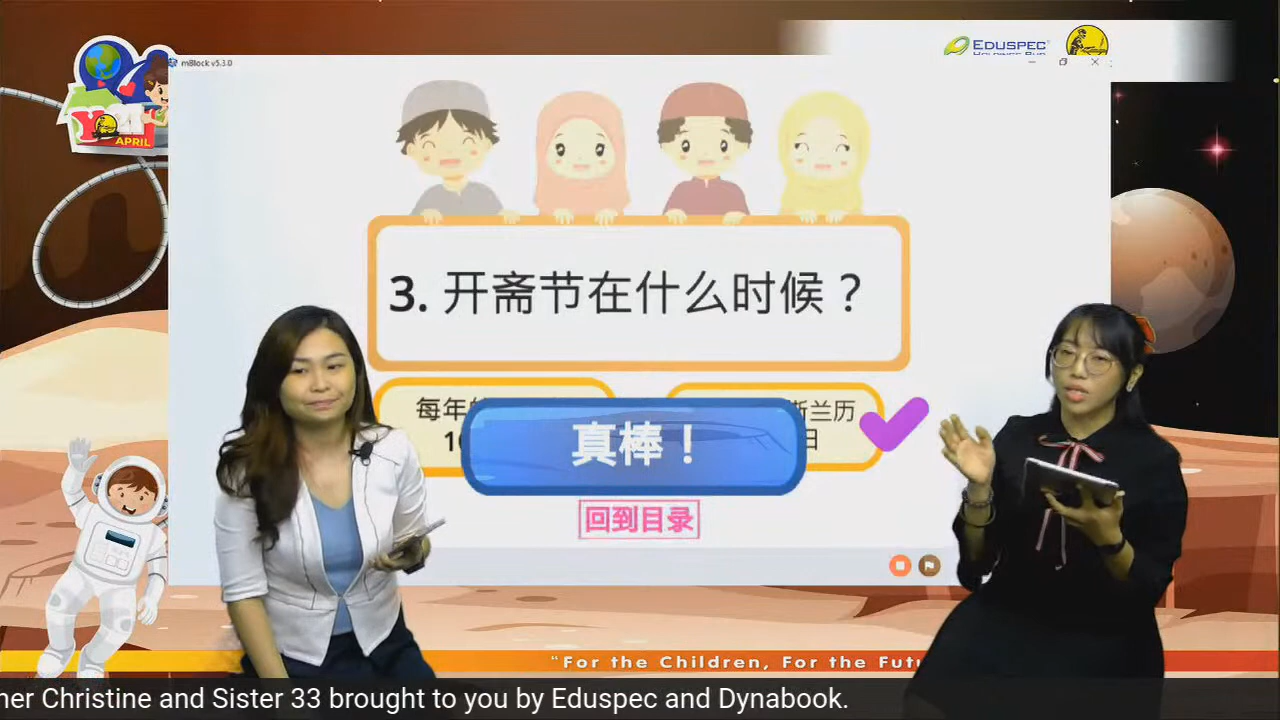 EDUSPEC
mBlock v5.3.0
APRIL
3. 开斋节在什么时候？
每年
斯兰历
10
日
真棒！
回到目录
"For the Children, For the Futu
her Christine and Sister 33 brought to you by Eduspec and Dynabook.